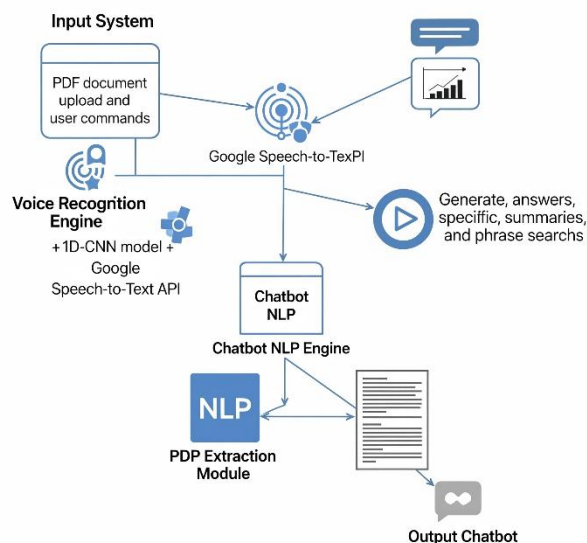 Input System
PDF document
upload and
user commands
Google Speech-to-TexPI
Voice Recogrition
Engine
+1D-CNN model +
Google
Speech-to-Text API
Generate, answers,
speciffic, summaries,
and phrase searchs
Chatbot
NLP
Chatbot NLP Engine
NLP
PDP Extraction
Module
Output Chatbot